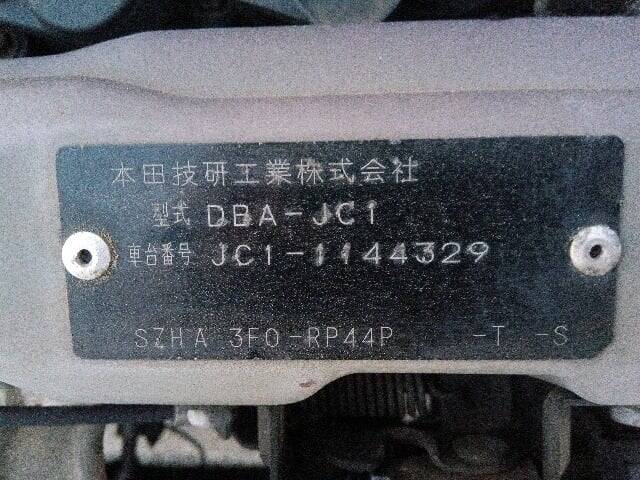 本田技研工業株式会社
型式 DBA-JC1
車台番号 JC1-1144329
SZHA 3F0-RP44P -T -S